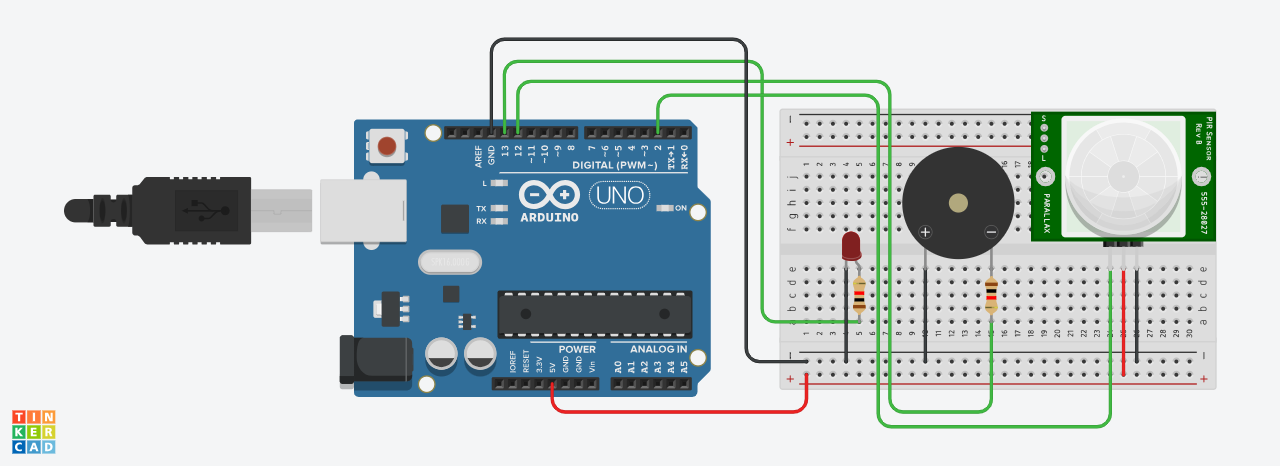 AREF
GND
13
12
~11
~10
~9
8
7
~6
~5
4
~3
2
TX→1
RX←0
DIGITAL (PWM~)
L
TX
RX
ARDUINO
UNO
ON
IOREF
RESET
3.3V
5V
GND
GND
Vin
POWER
ANALOG IN
A0
A1
A2
A3
A4
A5
S
L
PARALLAX
PIR SENSOR
REV B
555-28027
+
−
j
i
h
g
f
e
d
c
b
a
e
d
c
b
a
TIN
KER
CAD